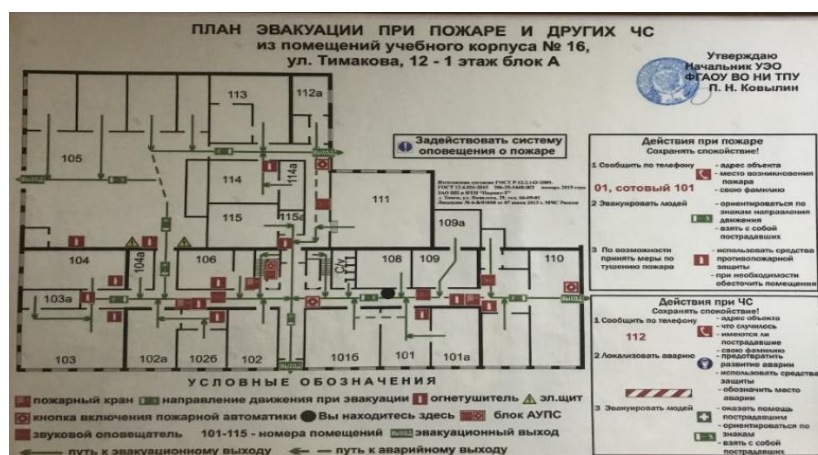 ПЛАН ЭВАКУАЦИИ ПРИ ПОЖАРЕ И ДРУГИХ ЧС
из помещений учебного корпуса № 16,
ул. Тимакова, 12 - 1 этаж блок А
Утверждаю
Начальник УЭО
ФГАОУ ВО НИ ТПУ
П. Н. Ковылин
113
112а
105
114
114а
115
115а
111
109а
Задействовать систему
оповещения о пожаре
104
104а
106
С/у
108
109
110
103а
103
102а
102б
102
101б
101
101а
ВЫХОД
ВЫХОД
ВЫХОД
ВЫХОД
Действия при пожаре
Сохранять спокойствие!
1 Сообщить по телефону
- адрес объекта
- место возникновения
пожара
- свою фамилию
01, сотовый 101
2 Эвакуировать людей
- ориентироваться по
знакам направления
движения
- взять с собой
пострадавших
3 По возможности
принять меры по
тушению пожара
- использовать средства
противопожарной
защиты
- при необходимости
обесточить помещения
Действия при ЧС
Сохранять спокойствие!
1 Сообщить по телефону
- адрес объекта
- что случилось
- имеются ли
пострадавшие
- свою фамилию
112
2 Локализовать аварию
- предотвратить
развитие аварии
- использовать средства
защиты
- обозначить место
аварии
3 Эвакуировать людей
- оказать помощь
пострадавшим
- ориентироваться по
знакам
- взять с собой
пострадавших
УСЛОВНЫЕ ОБОЗНАЧЕНИЯ
пожарный кран направление движения при эвакуации огнетушитель эл.щит
кнопка включения пожарной автоматики Вы находитесь здесь блок АУПС
звуковой оповещатель 101-115 - номера помещений ВЫХОД эвакуационный выход
путь к эвакуационному выходу путь к аварийному выходу